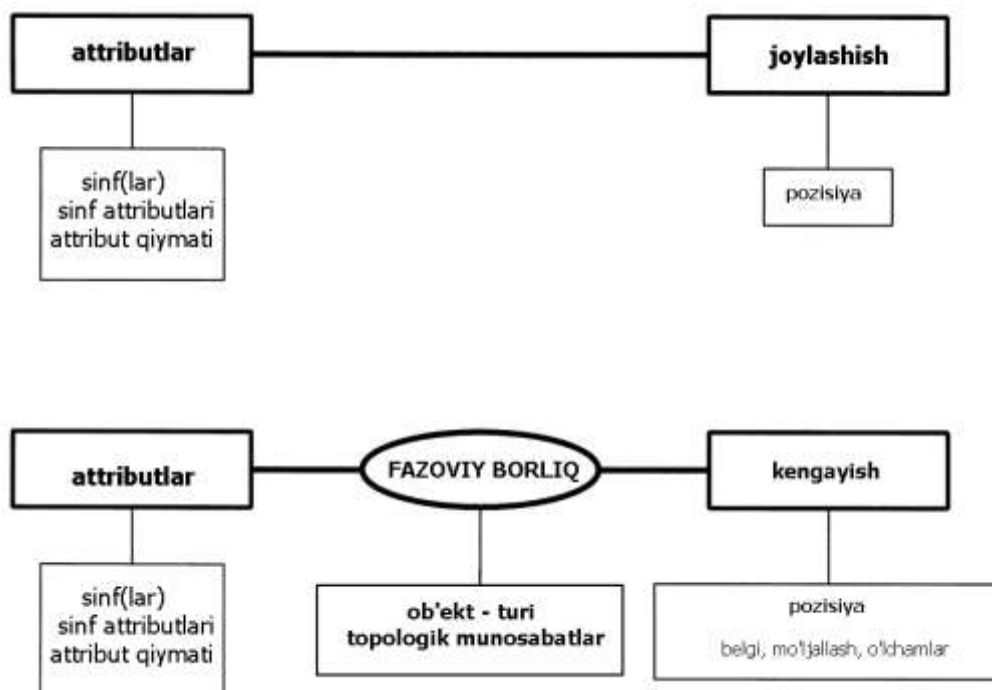 attributlar
joylashish
sinf(lar)
sinf attributlari
attribut qiymati
pozisiya
attributlar
FAZOVIY BORLIQ
kengayish
sinf(lar)
sinf attributlari
attribut qiymati
ob'ekt - turi
topologik munosabatlar
pozisiya
belgi, mo'ljallash, o'lchamlar